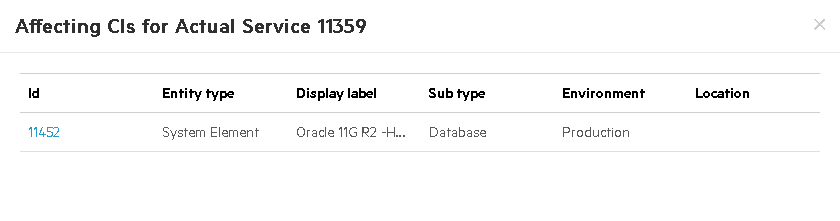 Affecting CIs for Actual Service 11359
Id Entity type Display label Sub type Environment Location
11452 System Element Oracle 11G R2 -H... Database Production